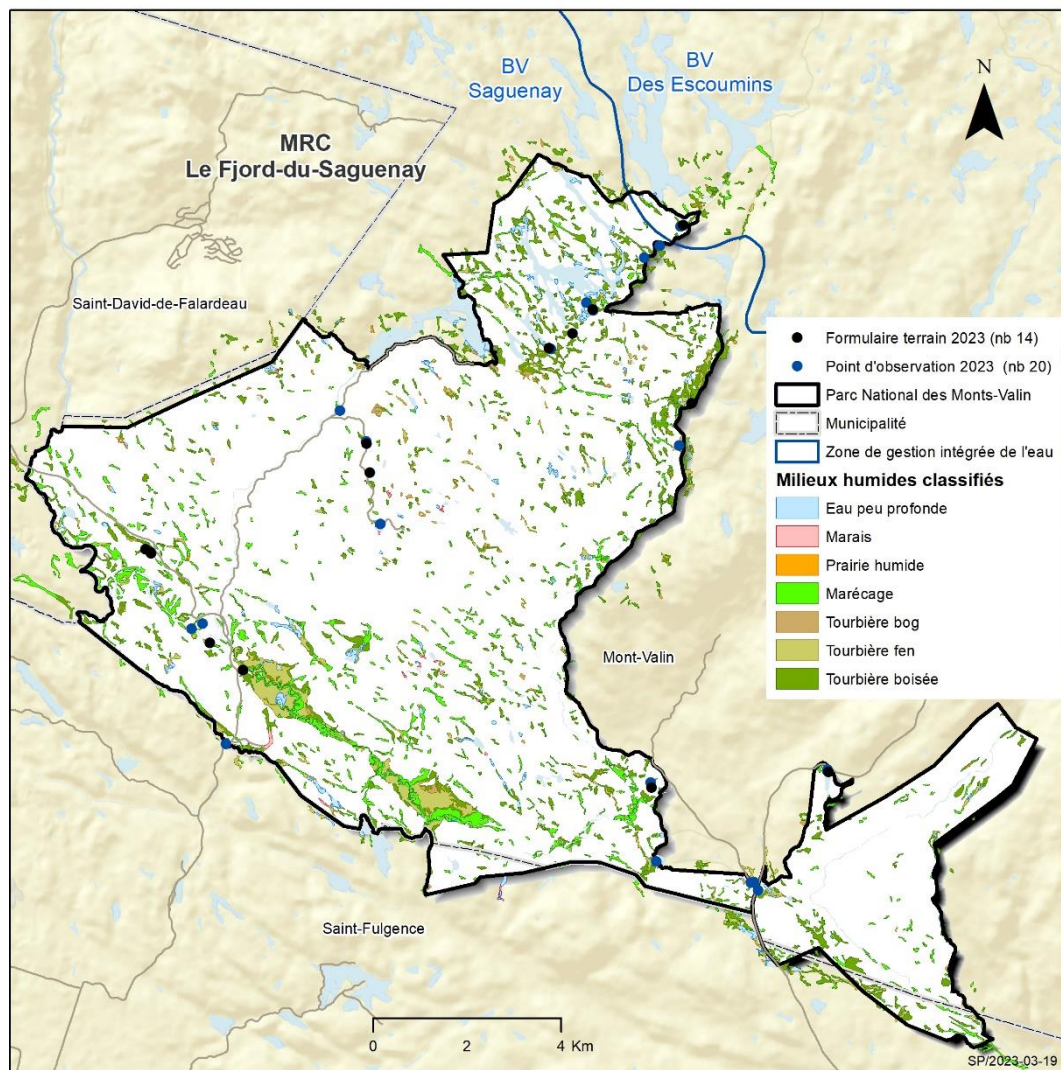 BV
Saguenay
BV
Des Escoumins
N
MRC
Le Fjord-du-Saguenay
Saint-David-de-Falardeau
Formulaire terrain 2023 (nb 14)
Point d'observation 2023 (nb 20)
Parc National des Monts-Valin
Municipalité
Zone de gestion intégrée de l'eau
Milieux humides classifiés
Eau peu profonde
Marais
Prairie humide
Marécage
Tourbière bog
Tourbière fen
Tourbière boisée
Mont-Valin
Saint-Fulgence
0 2 4 Km
SP/2023-03-19